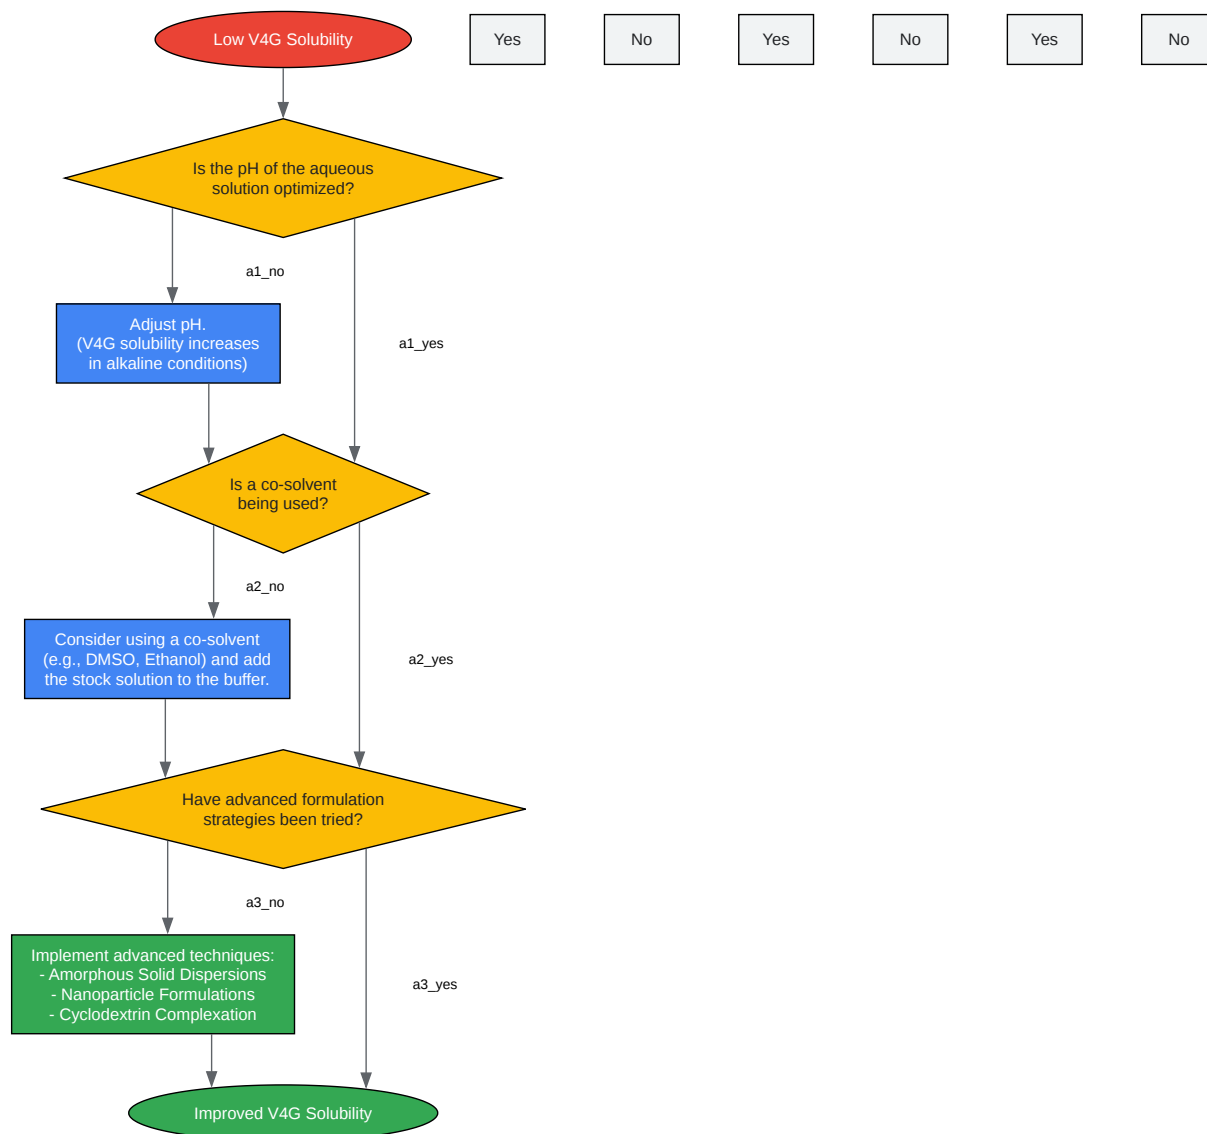 Low V4G Solubility
Yes
No
Yes
No
Yes
No
Is the pH of the aqueous
solution optimized?
a1_no
Adjust pH.
(V4G solubility increases
in alkaline conditions)
a1_yes
Is a co-solvent
being used?
a2_no
Consider using a co-solvent
(e.g., DMSO, Ethanol) and add
the stock solution to the buffer.
a2_yes
Have advanced formulation
strategies been tried?
a3_no
Implement advanced techniques:
- Amorphous Solid Dispersions
- Nanoparticle Formulations
- Cyclodextrin Complexation
a3_yes
Improved V4G Solubility